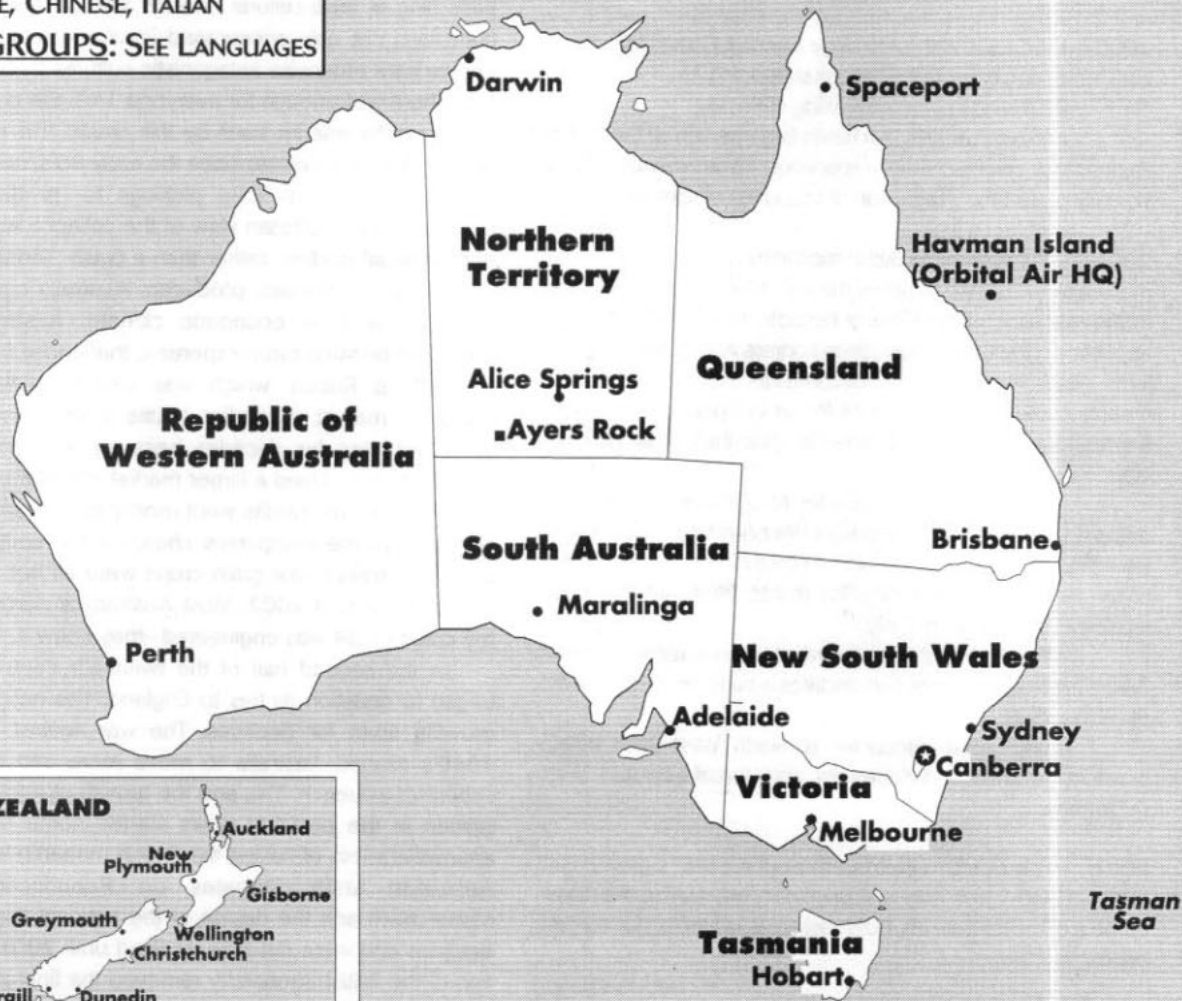 E, CHINESE, ITALIAN
GROUPS: SEE LANGUAGES
Darwin
Spaceport
Northern
Territory
Havman Island
(Orbital Air HQ)
Alice Springs
Ayers Rock
Queensland
Republic of
Western Australia
South Australia
Brisbane
Maralinga
Perth
New South Wales
Adelaide
Sydney
Canberra
Victoria
Melbourne
Tasman
Sea
Tasmania
Hobart
ZEALAND
Auckland
New
Plymouth
Gisborne
Greymouth
Wellington
Christchurch
Dunedin